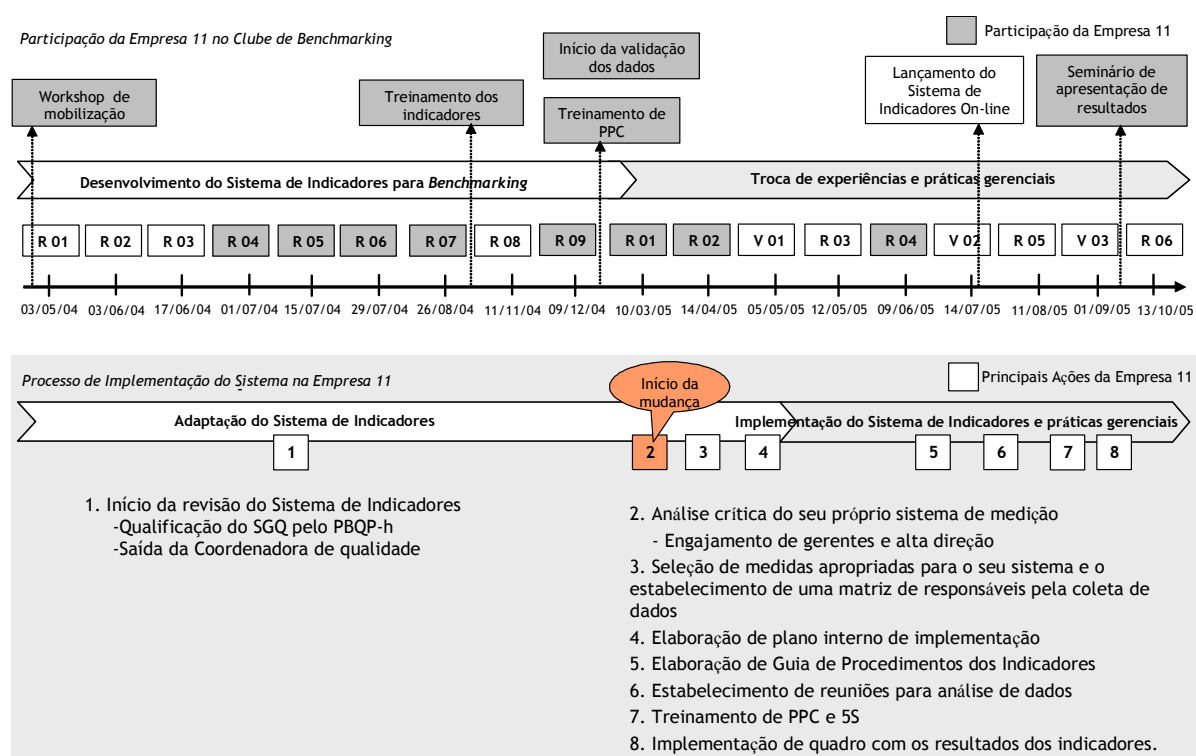 Participação da Empresa 11 no Clube de Benchmarking
Participação da Empresa 11
Workshop de
mobilização
Treinamento dos
indicadores
Início da validação
dos dados
Treinamento de
PPC
Lançamento do
Sistema de
Indicadores On-line
Seminário de
apresentação de
resultados
Desenvolvimento do Sistema de Indicadores para Benchmarking
Troca de experiências e práticas gerenciais
R 01 R 02 R 03 R 04 R 05 R 06 R 07 R 08 R 09 R 01 R 02 V 01 R 03 R 04 V 02 R 05 V 03 R 06
03/05/04 03/06/04 17/06/04 01/07/04 15/07/04 29/07/04 26/08/04 11/11/04 09/12/04 10/03/05 14/04/05 05/05/05 12/05/05 09/06/05 14/07/05 11/08/05 01/09/05 13/10/05
Processo de Implementação do Sistema na Empresa 11
Início da
mudança
Principais Ações da Empresa 11
Adaptação do Sistema de Indicadores
Implementação do Sistema de Indicadores e práticas gerenciais
1 2 3 4 5 6 7 8
1. Início da revisão do Sistema de Indicadores
-Qualificação do SGQ pelo PBQP-h
-Saída da Coordenadora de qualidade
2. Análise crítica do seu próprio sistema de medição
- Engajamento de gerentes e alta direção
3. Seleção de medidas apropriadas para o seu sistema e o
estabelecimento de uma matriz de responsáveis pela coleta de
dados
4. Elaboração de plano interno de implementação
5. Elaboração de Guia de Procedimentos dos Indicadores
6. Estabelecimento de reuniões para análise de dados
7. Treinamento de PPC e 5S
8. Implementação de quadro com os resultados dos indicadores.